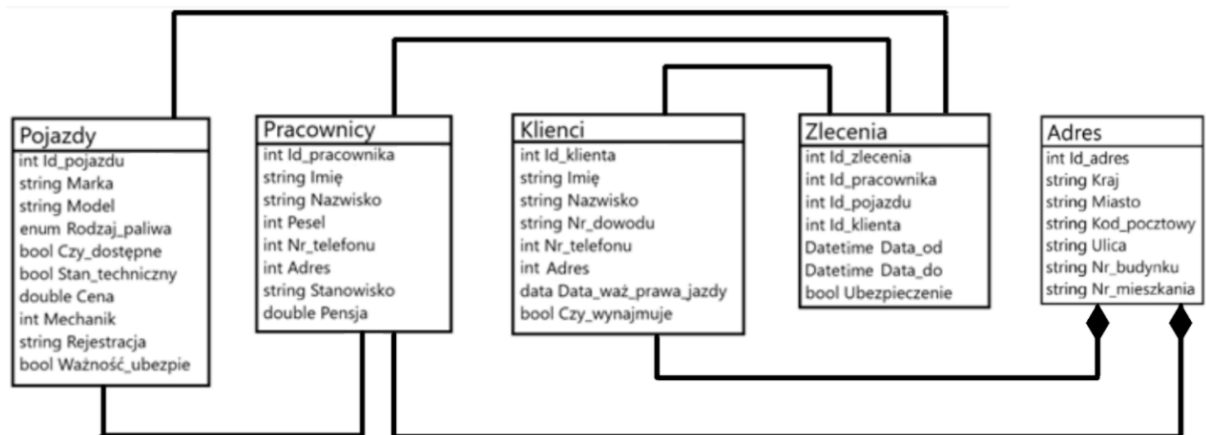 Pojazdy
int Id_pojazdu
string Marka
string Model
enum Rodzaj_paliwa
bool Czy_dostępne
bool Stan_techniczny
double Cena
int Mechanik
string Rejestracja
bool Ważność_ubezpie
Pracownicy
int Id_pracownika
string Imię
string Nazwisko
int Pesel
int Nr_telefonu
int Adres
string Stanowisko
double Pensja
Klienci
int Id_klienta
string Imię
string Nazwisko
string Nr_dowodu
int Nr_telefonu
int Adres
data Data_waż_prawa_jazdy
bool Czy_wynajmuje
Zlecenia
int Id_zlecenia
int Id_pracownika
int Id_pojazdu
int Id_klienta
Datetime Data_od
Datetime Data_do
bool Ubezpieczenie
Adres
int Id_adres
string Kraj
string Miasto
string Kod_pocztowy
string Ulica
string Nr_budynku
string Nr_mieszkania